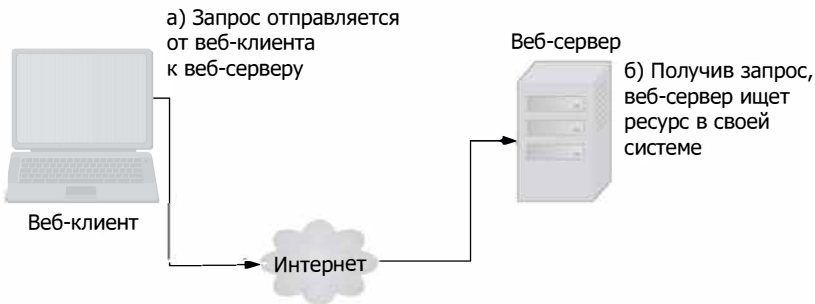 а) Запрос отправляется
от веб-клиента
к веб-серверу
Веб-сервер
б) Получив запрос,
веб-сервер ищет
ресурс в своей
системе
Веб-клиент
Интернет